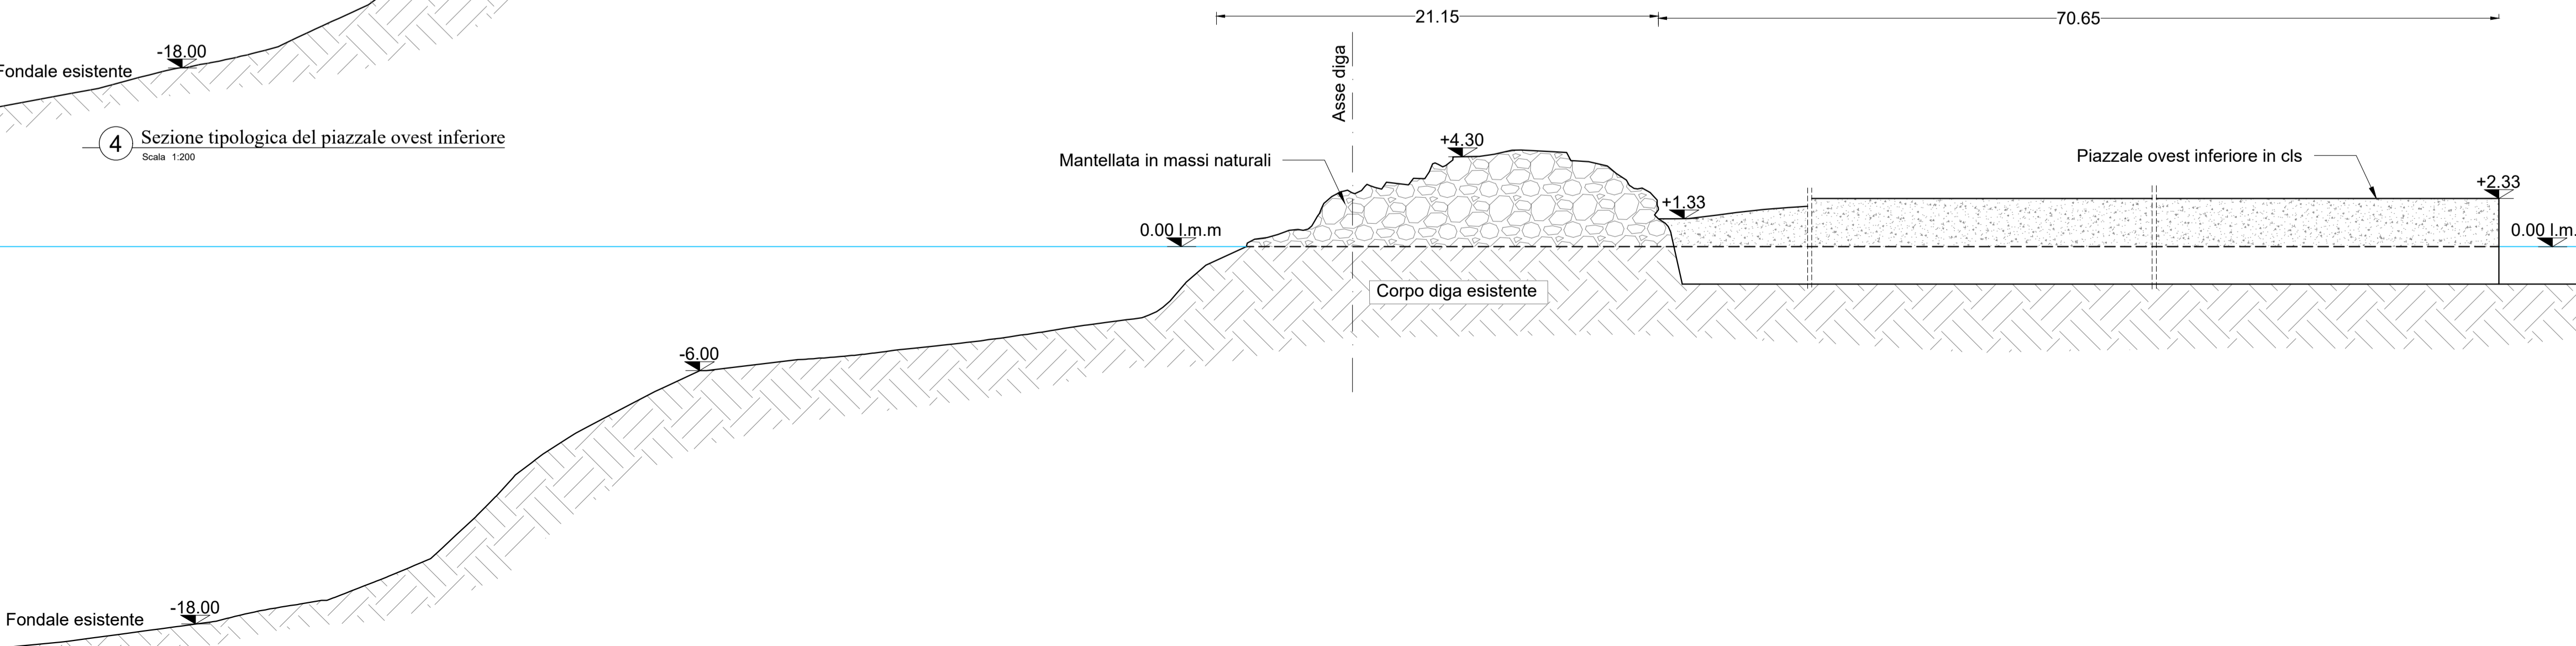 21.15
70.65
-18.00
Fondale esistente
Asse diga
4
Sezione tipologica del piazzale ovest inferiore
Scala 1:200
+4.30
Mantellata in massi naturali
Piazzale ovest inferiore in cls
+2.33
+1.33
0.00 l.m.m
0.00 l.m.
Corpo diga esistente
-6.00
-18.00
Fondale esistente